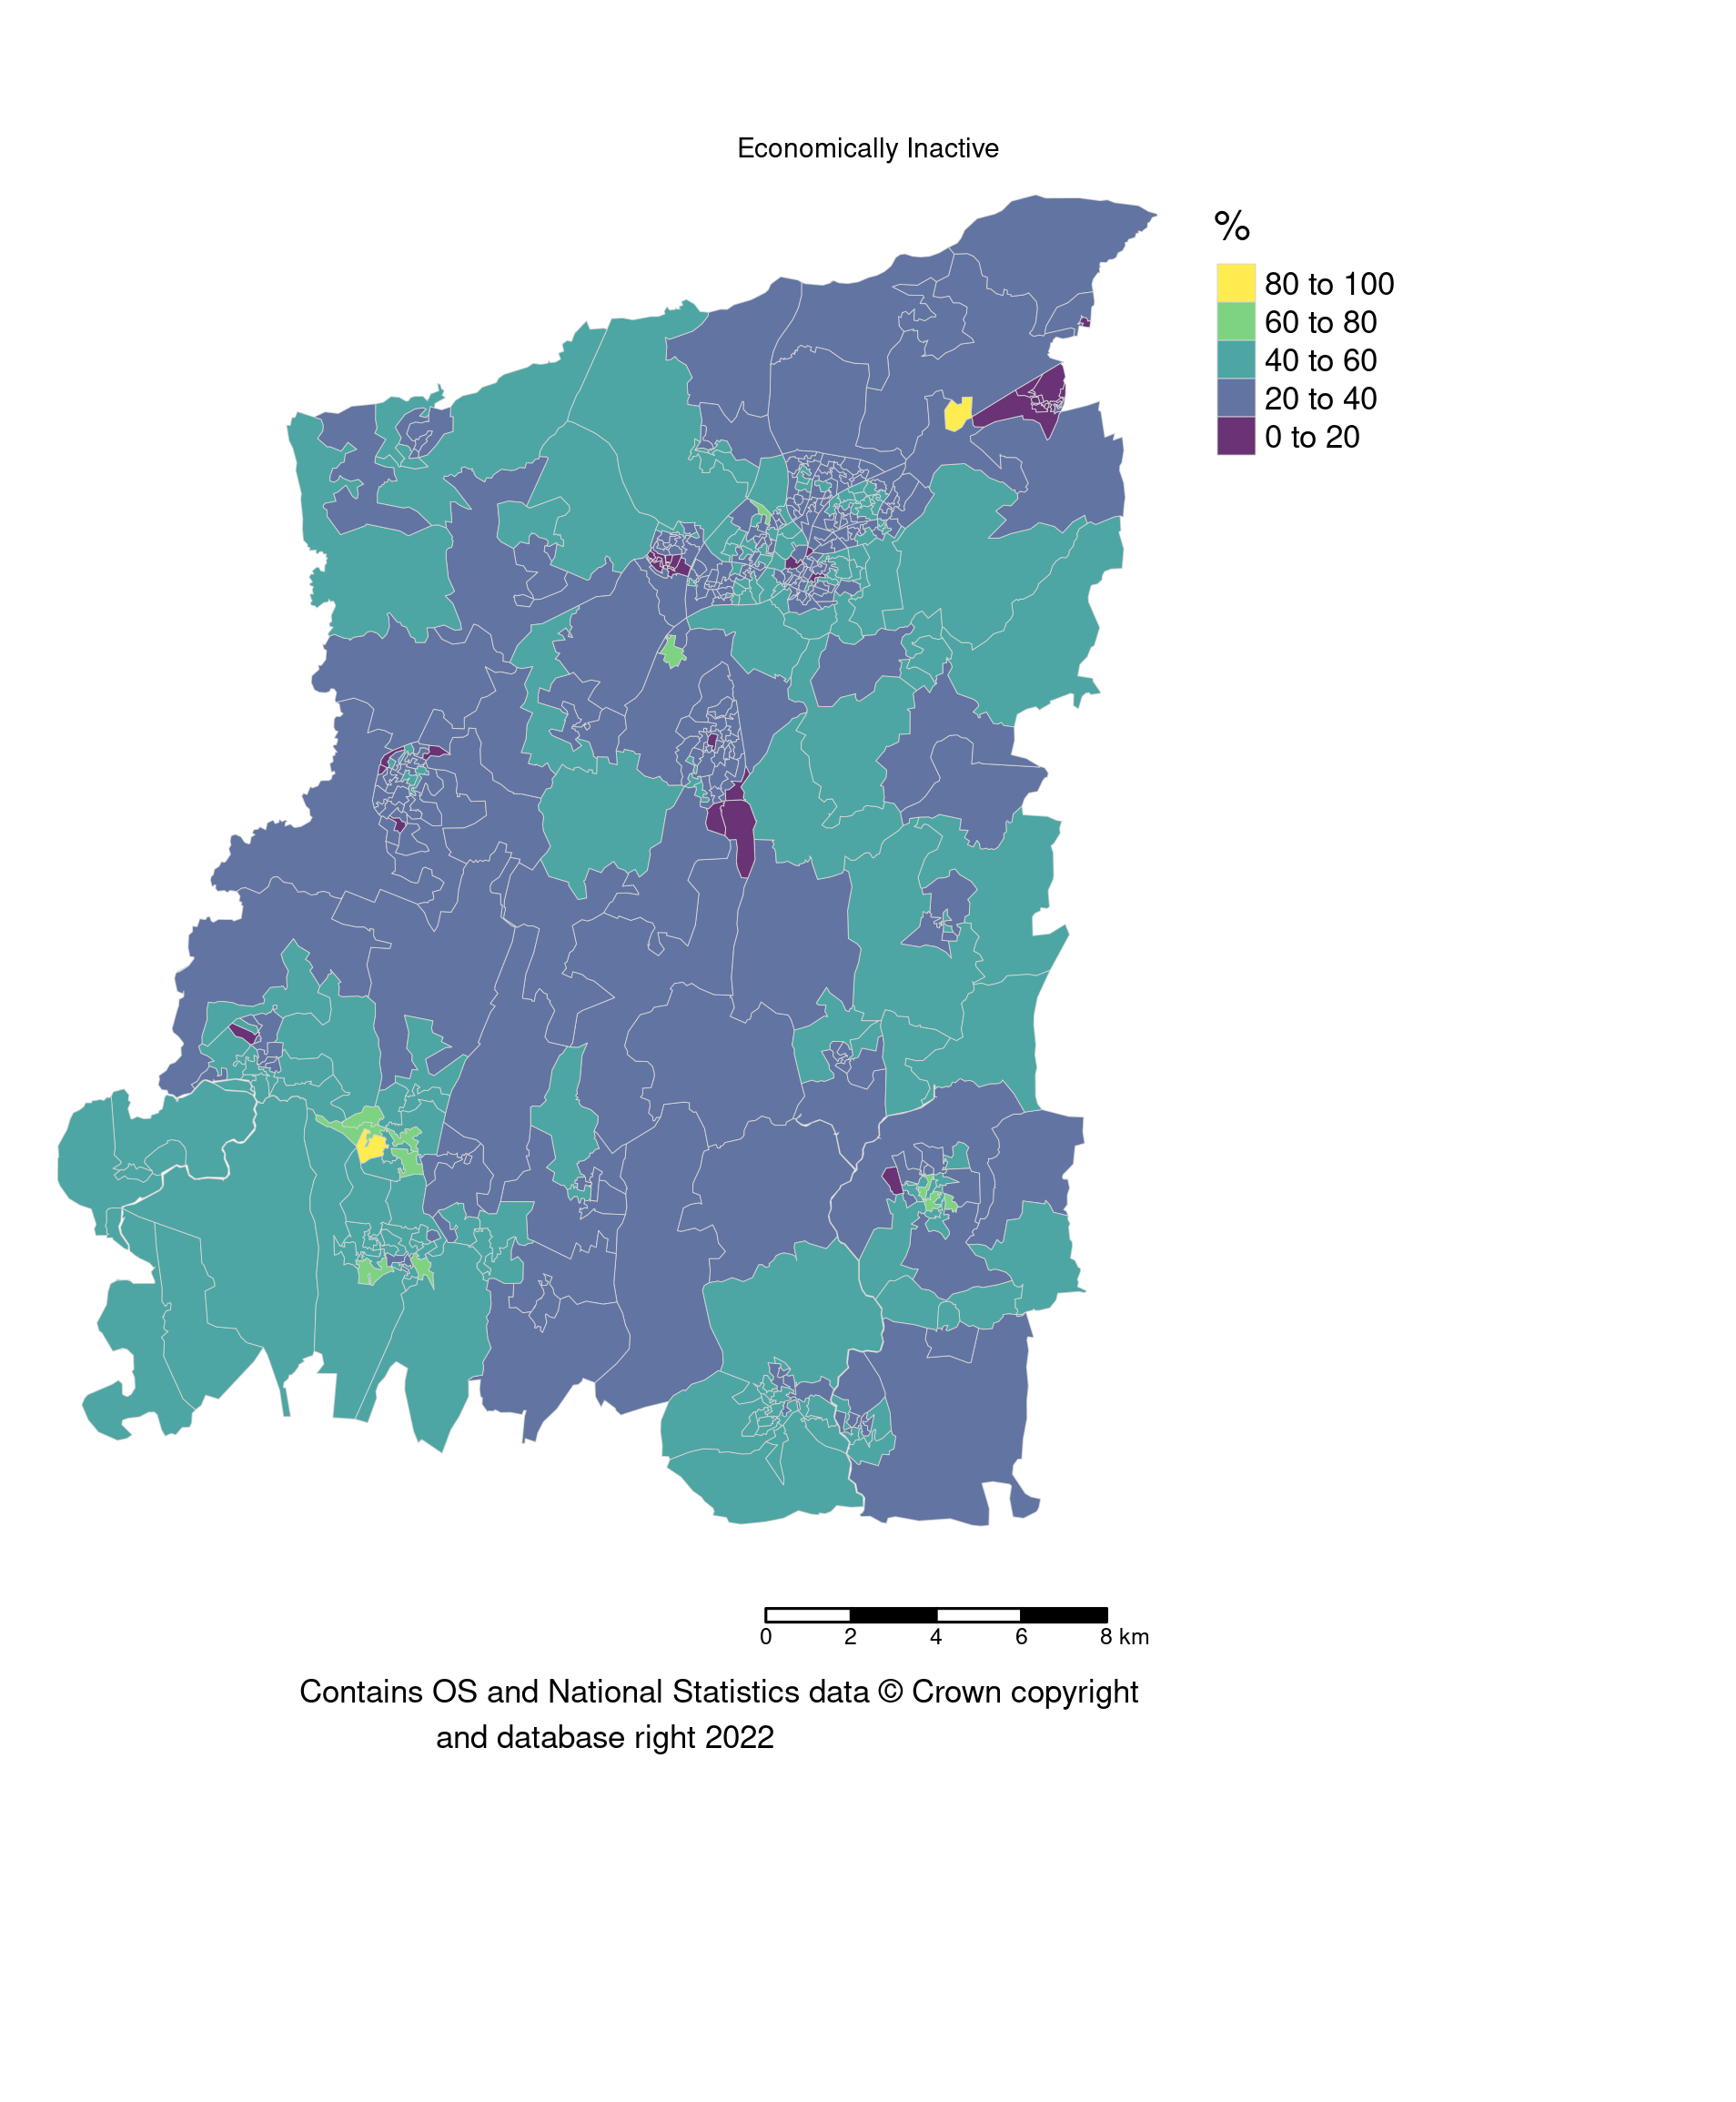 Economically Inactive
%
80 to 100
60 to 80
40 to 60
20 to 40
0 to 20
0 2 4 6 8 km
Contains OS and National Statistics data © Crown copyright
and database right 2022